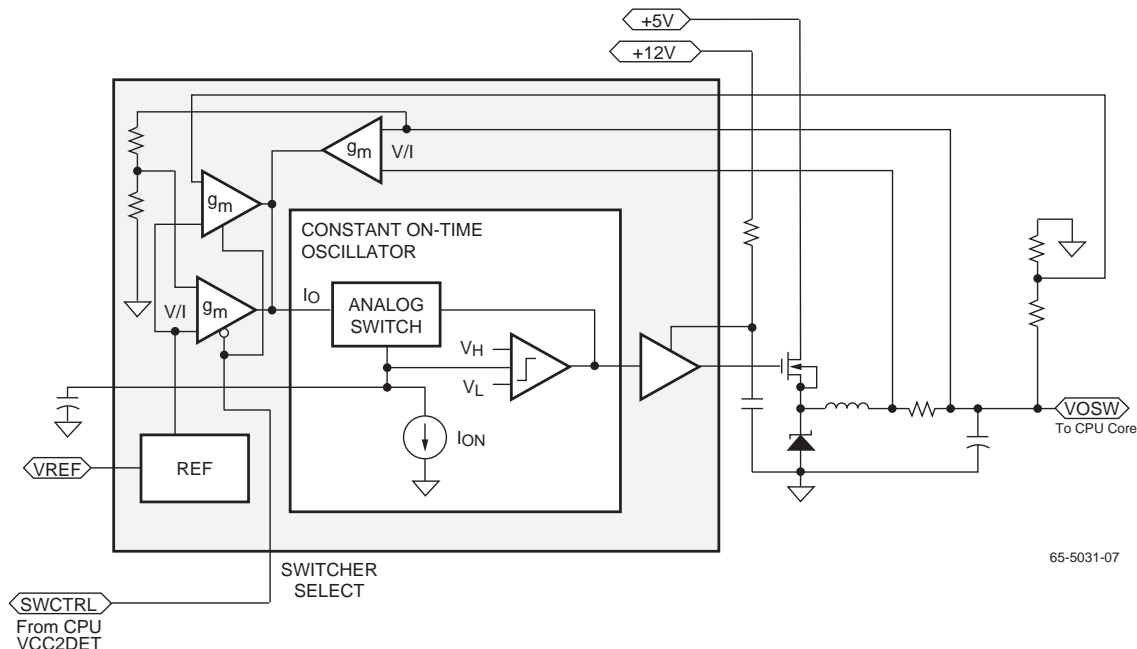 +5V
+12V
gm
V/I
gm
V/I
gm
CONSTANT ON-TIME
OSCILLATOR
IO
ANALOG
SWITCH
VH
VL
ION
VREF
REF
VOSW
To CPU Core
65-5031-07
SWITCHER
SELECT
SWCTRL
From CPU
VCC2DET